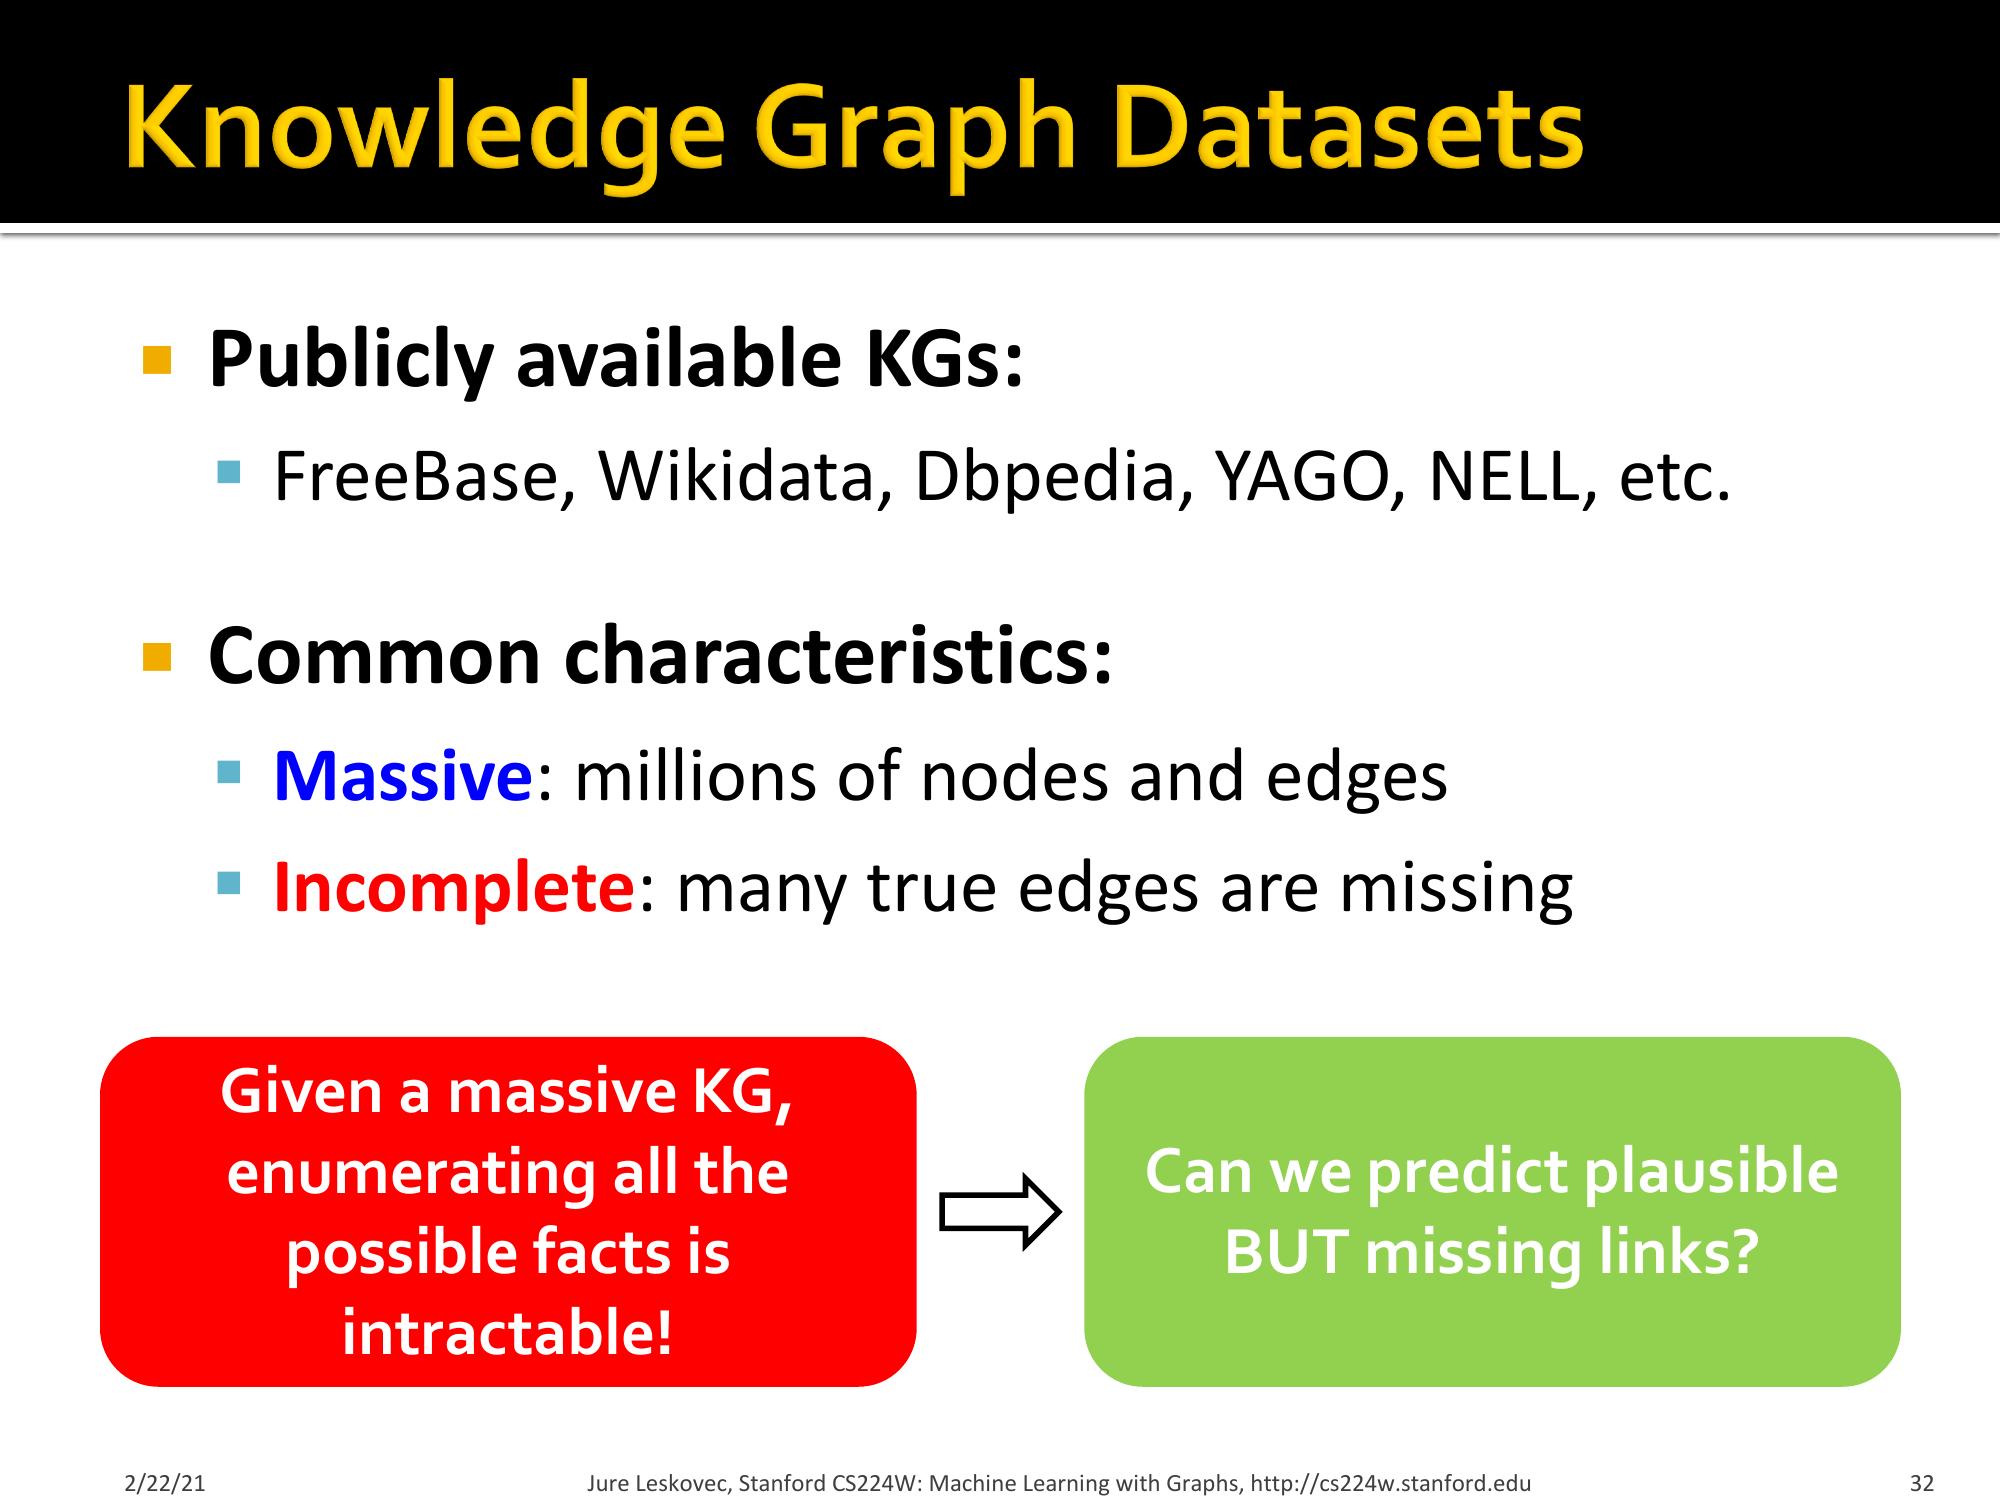 Knowledge Graph Datasets
Publicly available KGs:
FreeBase, Wikidata, Dbpedia, YAGO, NELL, etc.
Common characteristics:
Massive: millions of nodes and edges
Incomplete: many true edges are missing
Given a massive KG,
enumerating all the
possible facts is
intractable!
Can we predict plausible
BUT missing links?
2/22/21
Jure Leskovec, Stanford CS224W: Machine Learning with Graphs, http://cs224w.stanford.edu
32